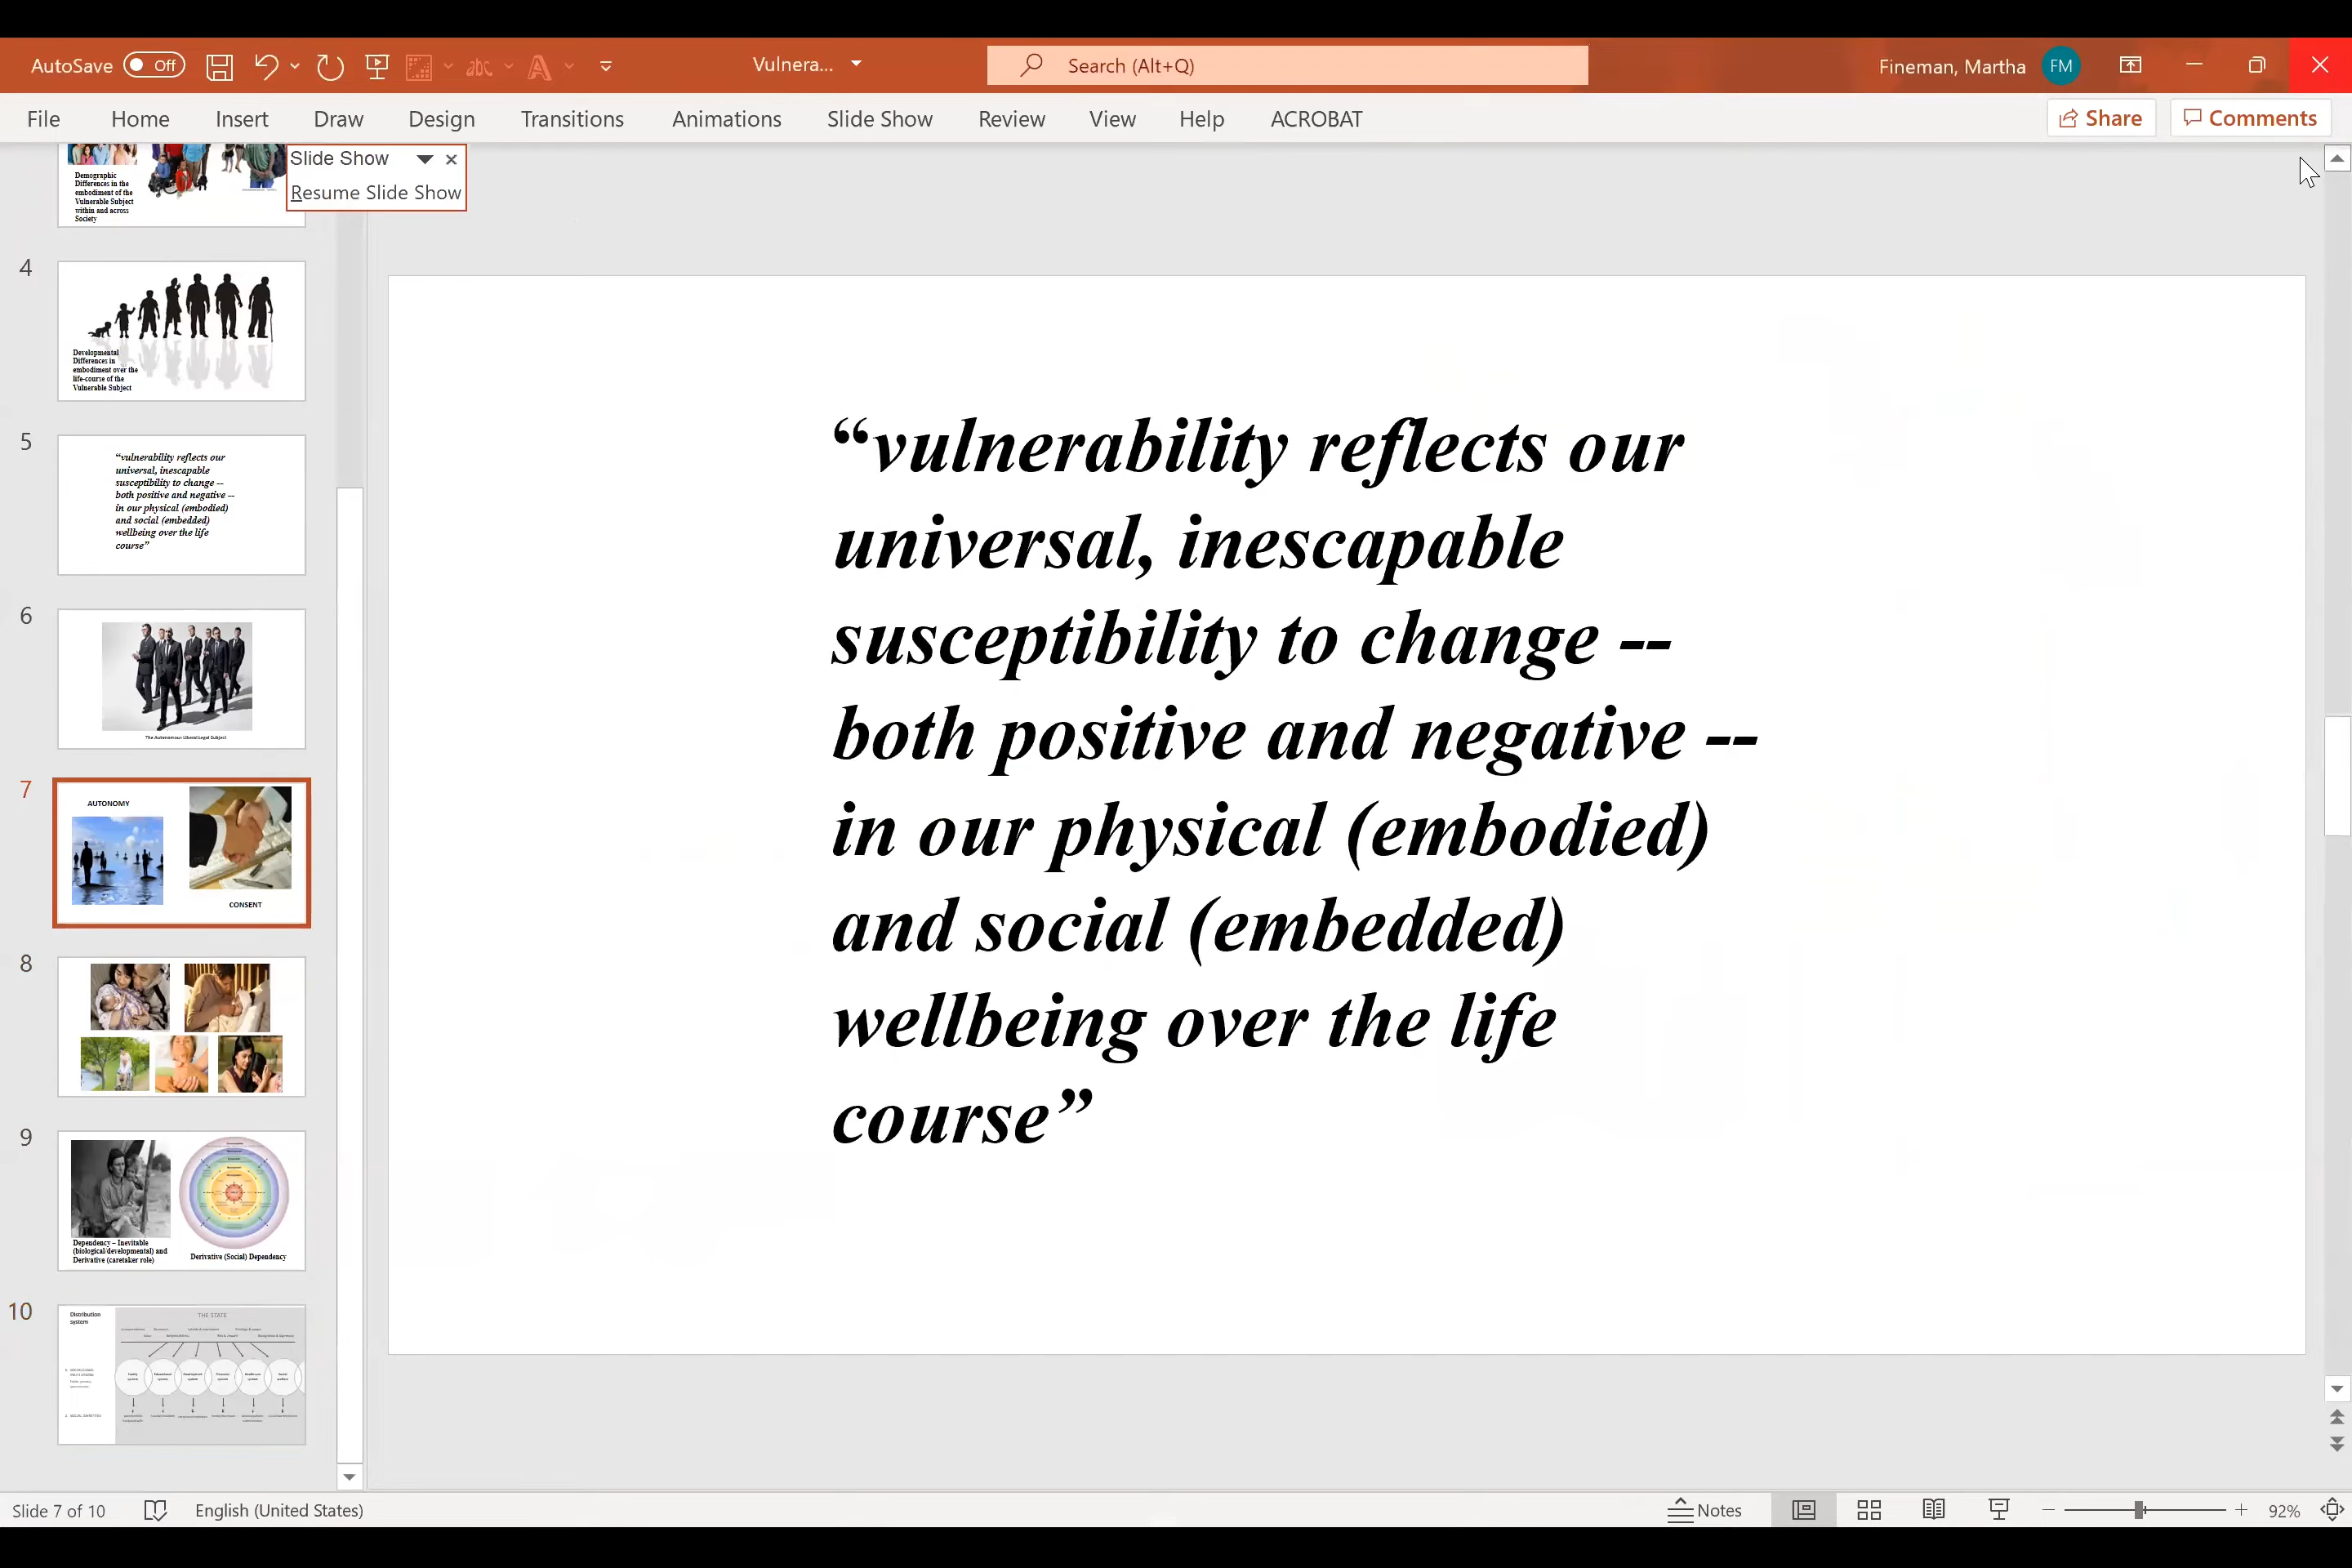 AutoSave Off Vulnera... Search (Alt+Q) Fineman, Martha FM
File Home Insert Draw Design Transitions Animations Slide Show Review View Help ACROBAT Share Comments
Slide Show
Resume Slide Show
Demographic
Differences in the
embodiment of the
Vulnerable Subject
within and across
Society
4
Developmental
Differences in
embodiment over the
life-course of the
Vulnerable Subject
5
“vulnerability reflects our
universal, inescapable
susceptibility to change --
both positive and negative --
in our physical (embodied)
and social (embedded)
wellbeing over the life
course”
6
The Autonomous Liberal Legal Subject
7
AUTONOMY
CONSENT
8
9
Dependency – Inevitable
(biological/developmental) and
Derivative (caretaker role)
Derivative (Social) Dependency
10
Distribution
system
THE STATE
“vulnerability reflects our
universal, inescapable
susceptibility to change --
both positive and negative --
in our physical (embodied)
and social (embedded)
wellbeing over the life
course”
Slide 7 of 10 English (United States) Notes 92%